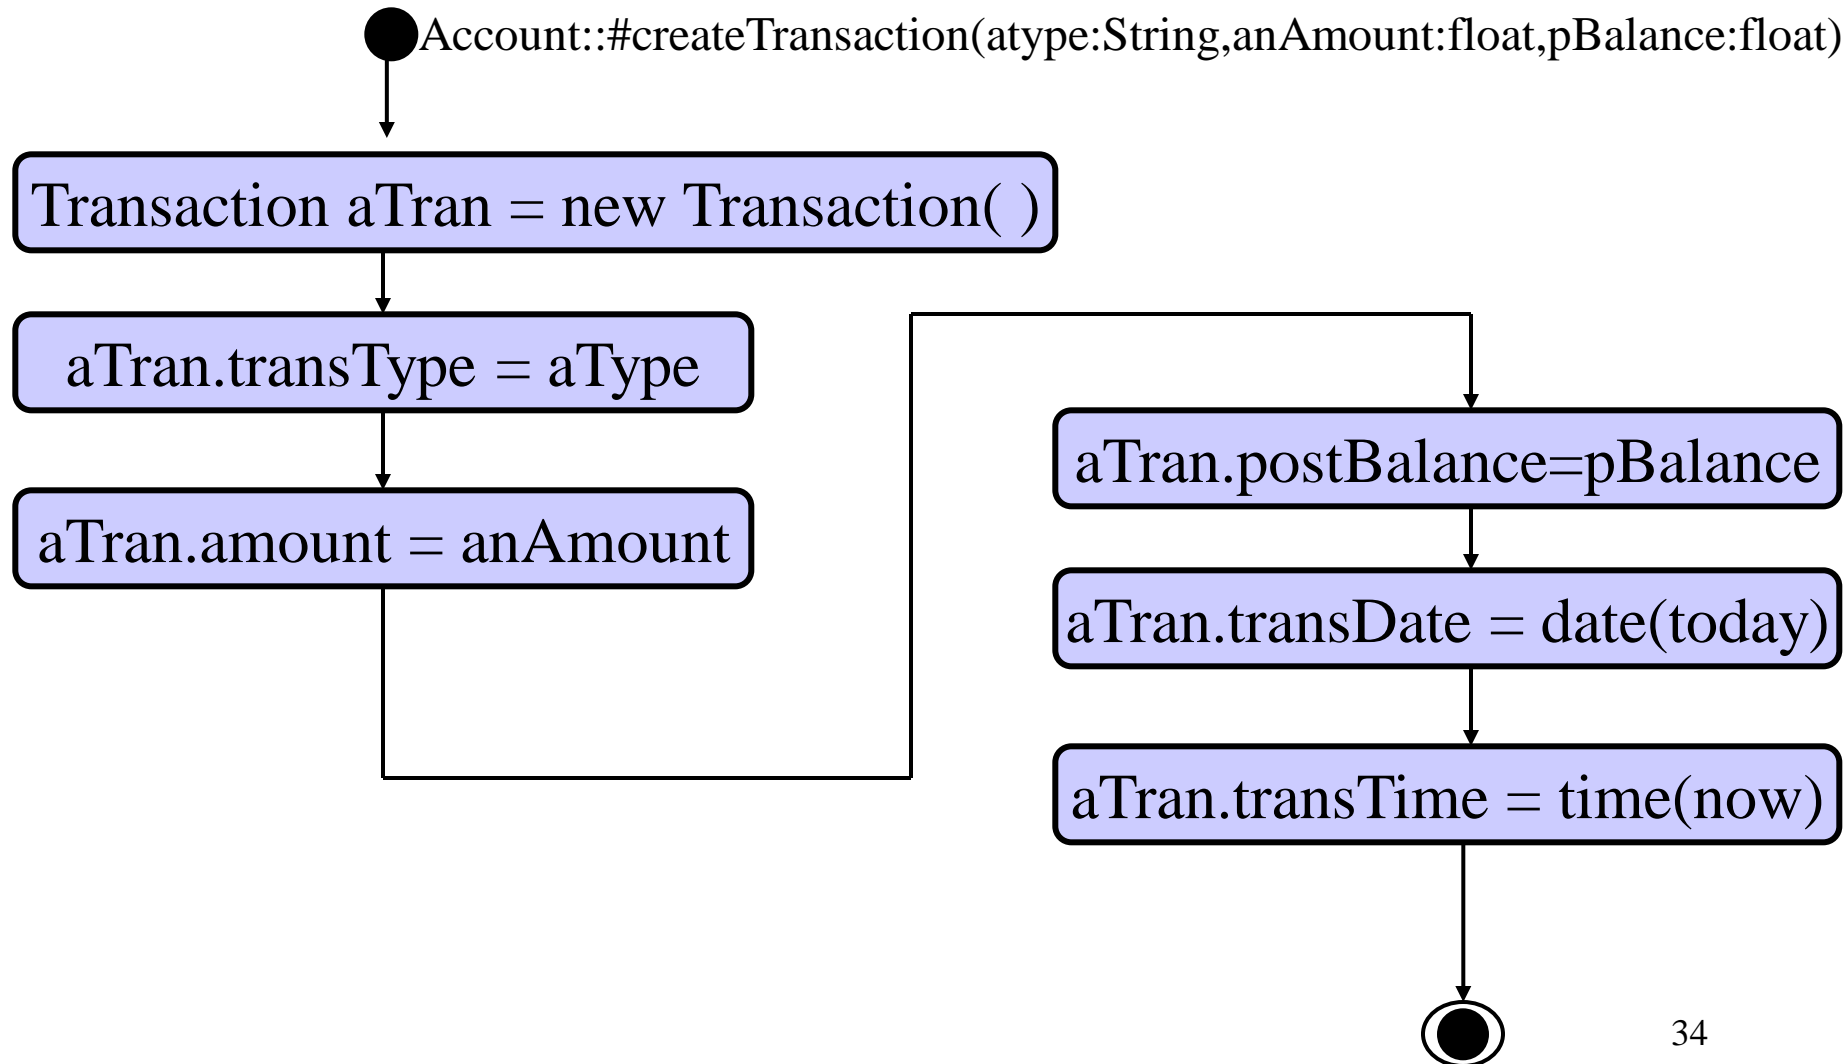 Account::#createTransaction(atype:String,anAmount:float,pBalance:float)
Transaction aTran = new Transaction( )
aTran.transType = aType
aTran.amount = anAmount
aTran.postBalance=pBalance
aTran.transDate = date(today)
aTran.transTime = time(now)
34